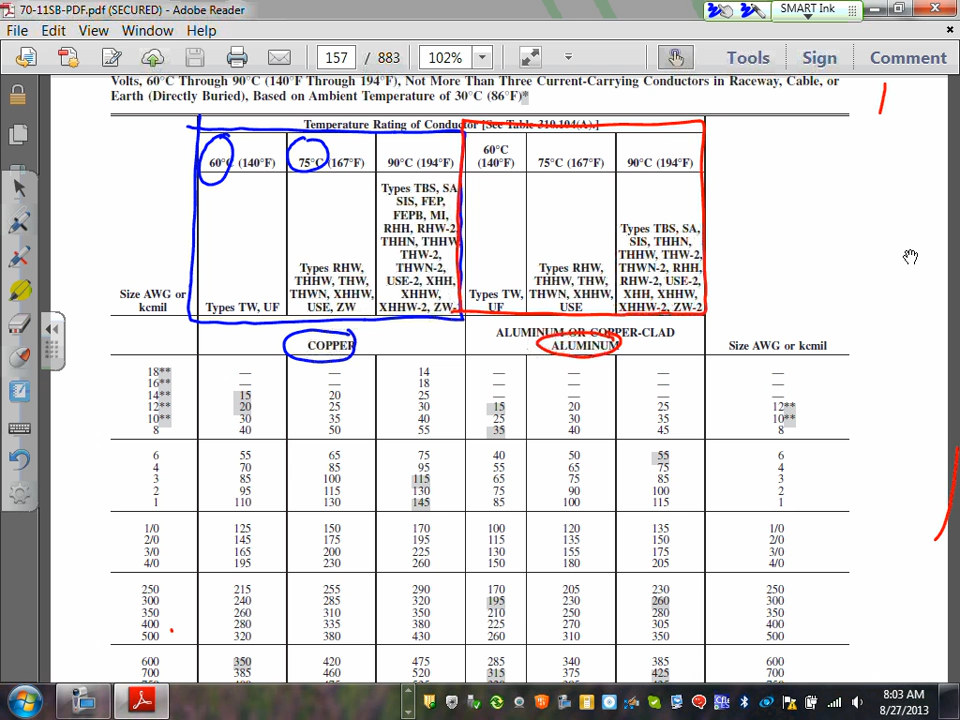 70-11SB-PDF.pdf (SECURED) - Adobe Reader
SMART Ink
File Edit View Window Help
157 / 883 102% Tools Sign Comment
Volts, 60°C Through 90°C (140°F Through 194°F), Not More Than Three Current-Carrying Conductors in Raceway, Cable, or
Earth (Directly Buried), Based on Ambient Temperature of 30°C (86°F)*
Temperature Rating of Conductor [See Table 310.104(A).]
60°C (140°F) 75°C (167°F) 90°C (194°F) 60°C
(140°F) 75°C (167°F) 90°C (194°F)
Size AWG or
kcmil
Types TW, UF
Types RHW,
THHW, THW,
THWN, XHHW,
USE, ZW
Types TBS, SA,
SIS, FEP,
FEPB, MI,
RHH, RHW-2,
THHN, THHW,
THW-2,
THWN-2,
USE-2, XHH,
XHHW,
XHHW-2, ZW-2
Types TW,
UF
Types RHW,
THHW, THW,
THWN, XHHW,
USE
Types TBS, SA,
SIS, THHN,
THHW, THW-2,
THWN-2, RHH,
RHW-2, USE-2,
XHH, XHHW,
XHHW-2, ZW-2
COPPER
ALUMINUM OR COPPER-CLAD
ALUMINUM
Size AWG or kcmil
18** — — 14 — — — —
16** — — 18 — — — —
14** 15 20 25 — — — —
12** 20 25 30 15 20 25 12**
10** 30 35 40 25 30 35 10**
8 40 50 55 35 40 45 8
6 55 65 75 40 50 55 6
4 70 85 95 55 65 75 4
3 85 100 115 65 75 85 3
2 95 115 130 75 90 100 2
1 110 130 145 85 100 115 1
1/0 125 150 170 100 120 135 1/0
2/0 145 175 195 115 135 150 2/0
3/0 165 200 225 130 155 175 3/0
4/0 195 230 260 150 180 205 4/0
250 215 255 290 170 205 230 250
300 240 285 320 195 230 260 300
350 260 310 350 210 250 280 350
400 280 335 380 225 270 305 400
500 320 380 430 260 310 350 500
600 350 420 475 285 340 385 600
700 385 460 520 315 375 425 700
8:03 AM
8/27/2013